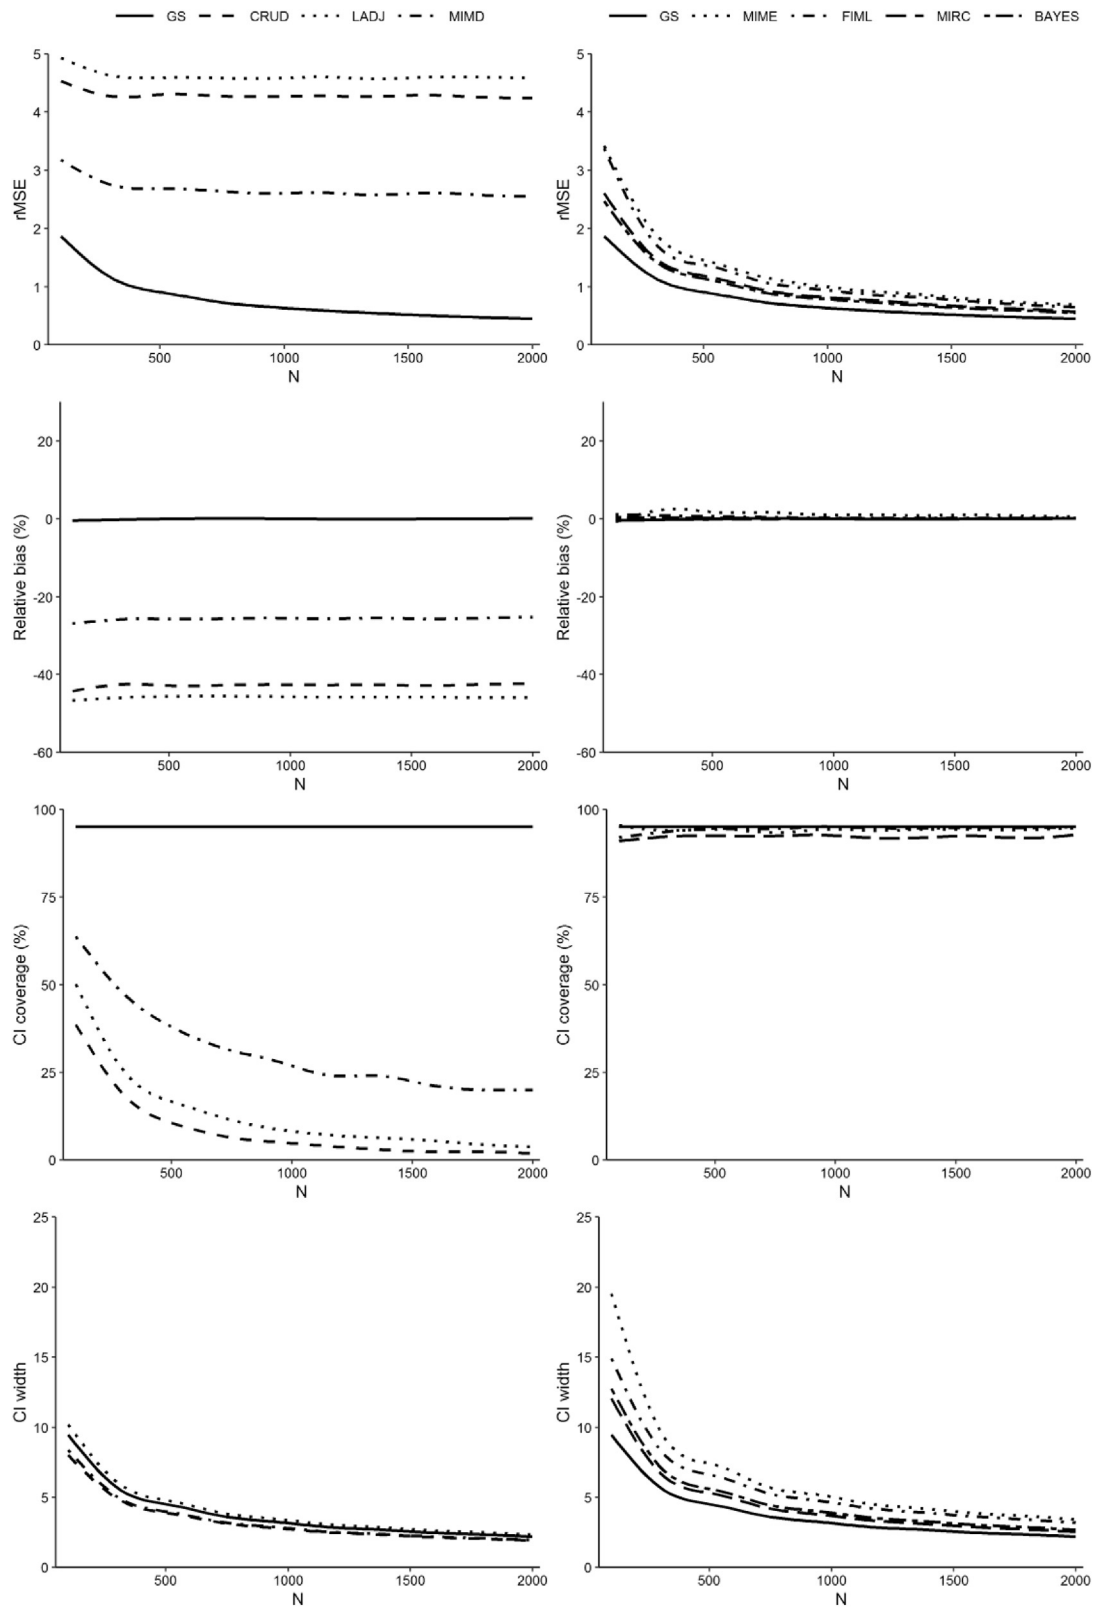 GS CRUD LADJ MIMD
GS MIME FIML MIRC BAYES
5
4
3
2
1
0
rMSE
500 1000 1500 2000
N
5
4
3
2
1
0
rMSE
500 1000 1500 2000
N
20
0
-20
-40
-60
Relative bias (%)
500 1000 1500 2000
N
20
0
-20
-40
-60
Relative bias (%)
500 1000 1500 2000
N
100
75
50
25
0
CI coverage (%)
500 1000 1500 2000
N
100
75
50
25
0
CI coverage (%)
500 1000 1500 2000
N
25
20
15
10
5
0
CI width
500 1000 1500 2000
N
25
20
15
10
5
0
CI width
500 1000 1500 2000
N